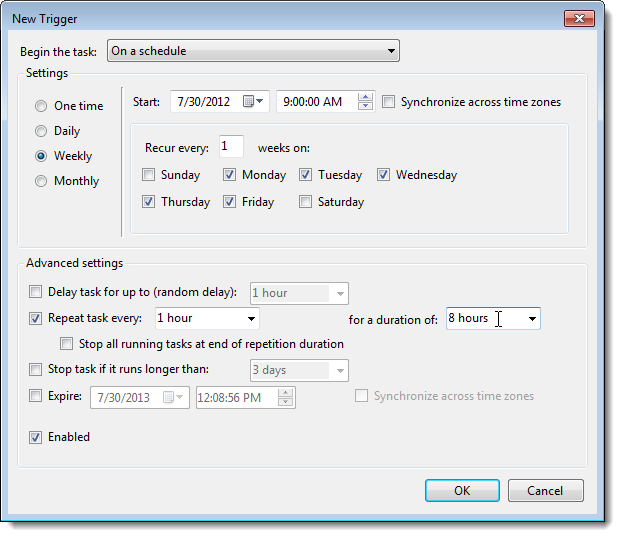 New Trigger
Begin the task: On a schedule
Settings
One time
Daily
Weekly
Monthly
Start: 7/30/2012 9:00:00 AM Synchronize across time zones
Recur every: 1 weeks on:
Sunday Monday Tuesday Wednesday
Thursday Friday Saturday
Advanced settings
Delay task for up to (random delay): 1 hour
Repeat task every: 1 hour for a duration of: 8 hours
Stop all running tasks at end of repetition duration
Stop task if it runs longer than: 3 days
Expire: 7/30/2013 12:08:56 PM Synchronize across time zones
Enabled
OK Cancel